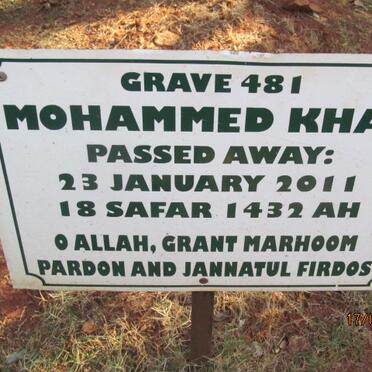 GRAVE 481
MOHAMMED KHA
PASSED AWAY:
23 JANUARY 2011
18 SAFAR 1432 AH
O ALLAH, GRANT MARHOOM
PARDON AND JANNATUL FIRDOS